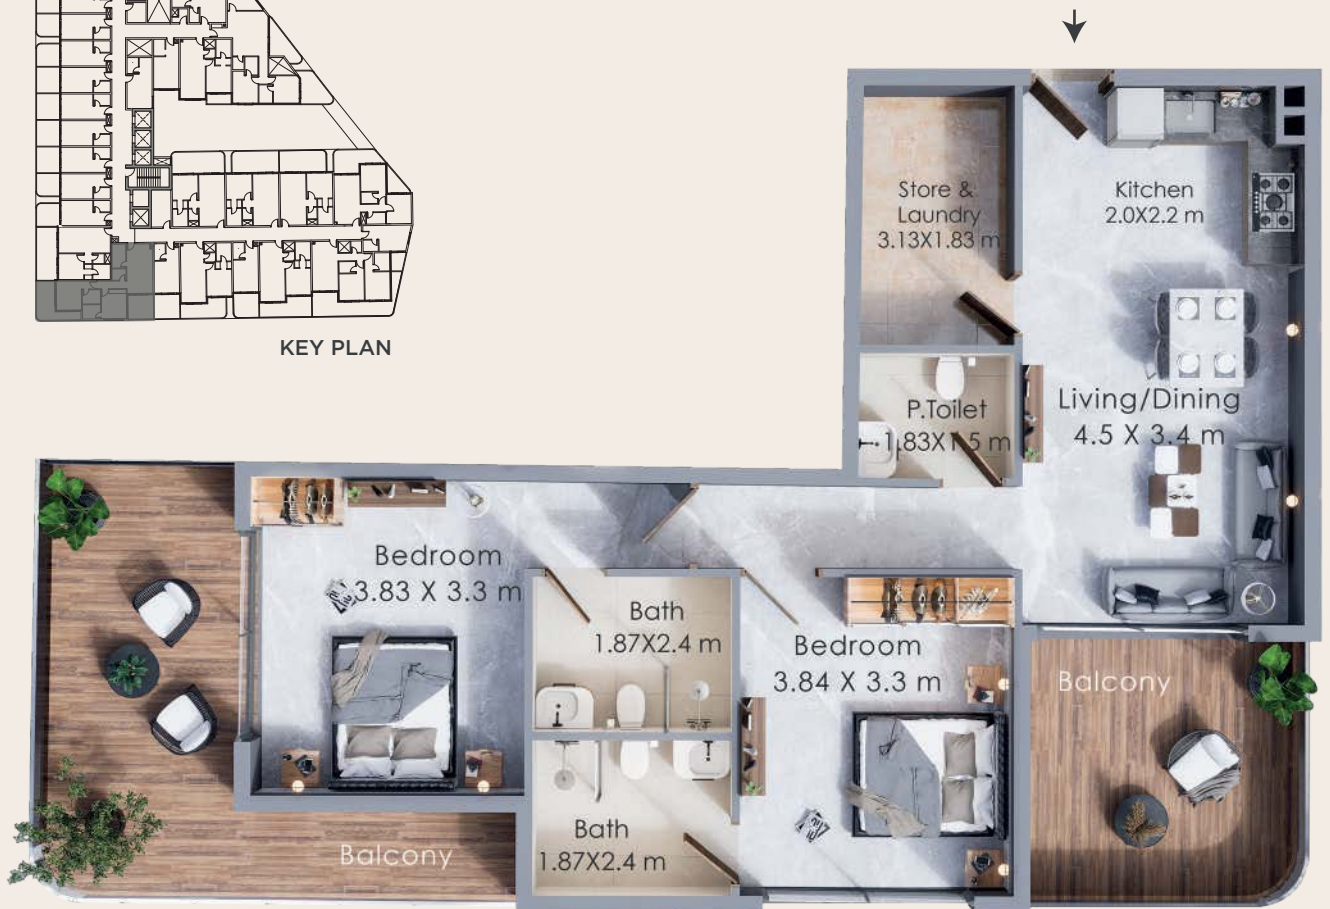 KEY PLAN
Store &
Laundry
3.13X1.83 m
Kitchen
2.0X2.2 m
P.Toilet
1.83X1.5 m
Living/Dining
4.5 X 3.4 m
Bedroom
3.83 X 3.3 m
Bath
1.87X2.4 m
Bedroom
3.84 X 3.3 m
Balcony
Bath
1.87X2.4 m
Balcony